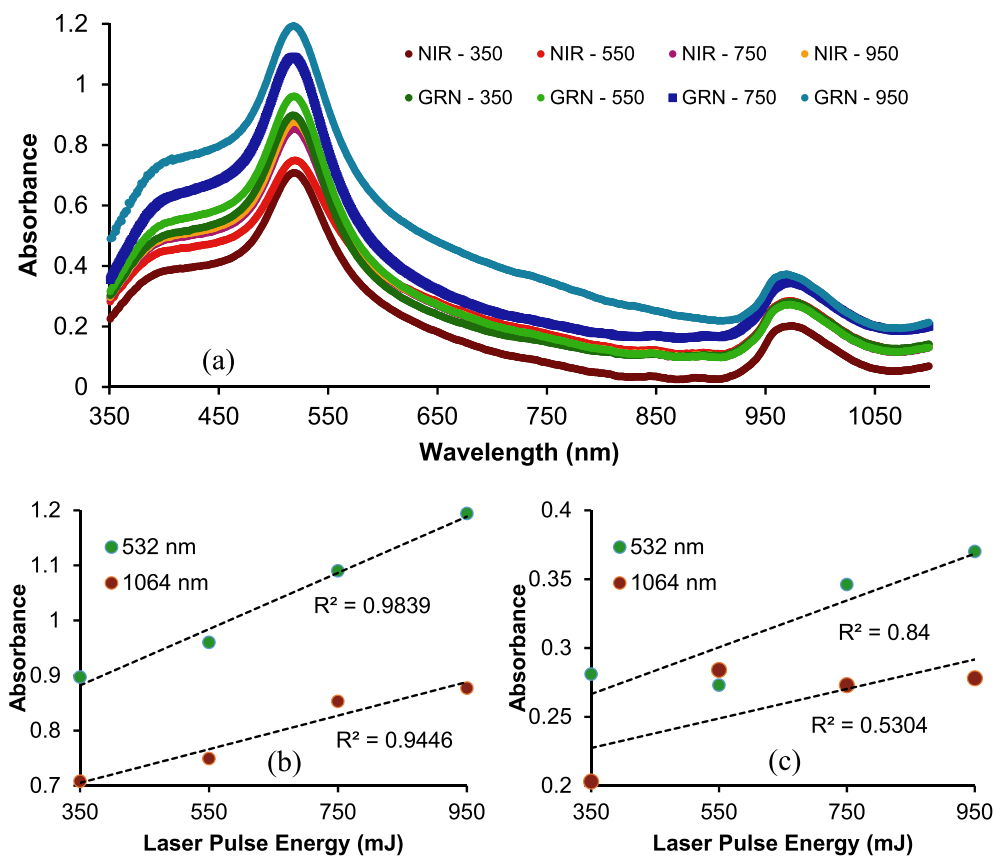 1.2
1
0.8
0.6
0.4
0.2
0
Absorbance
NIR - 350 NIR - 550 NIR - 750 NIR - 950
GRN - 350 GRN - 550 GRN - 750 GRN - 950
(a)
350 450 550 650 750 850 950 1050
Wavelength (nm)
1.2
1.1
1
0.9
0.8
0.7
Absorbance
532 nm
1064 nm
R² = 0.9839
R² = 0.9446
(b)
350 550 750 950
Laser Pulse Energy (mJ)
0.4
0.35
0.3
0.25
0.2
Absorbance
532 nm
1064 nm
R² = 0.84
R² = 0.5304
(c)
350 550 750 950
Laser Pulse Energy (mJ)